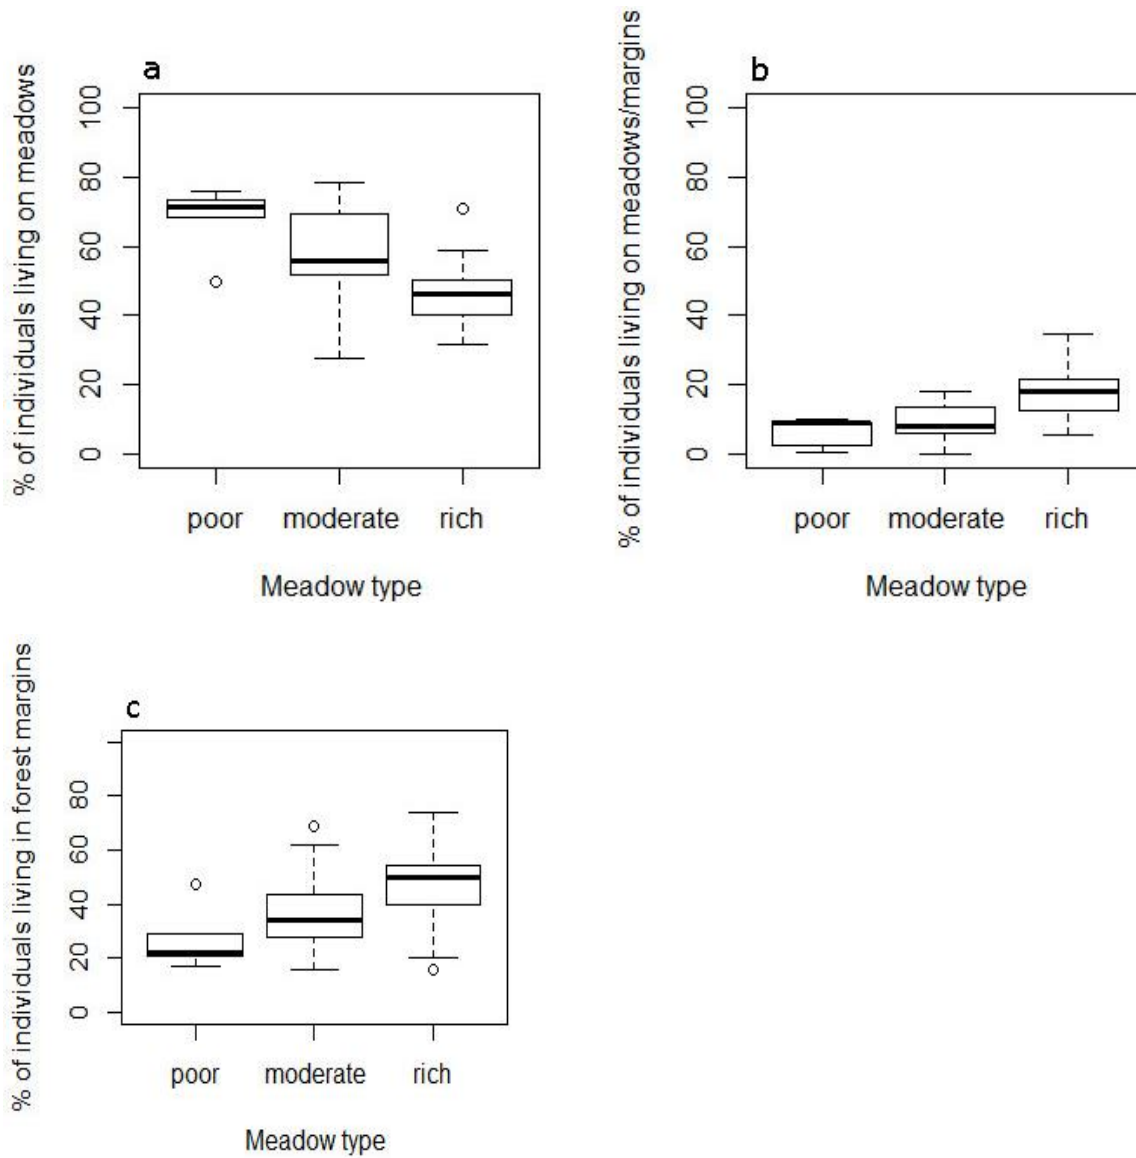 a
% of individuals living on meadows
100
80
60
40
20
0
poor moderate rich
Meadow type
b
% of individuals living on meadows/margins
100
80
60
40
20
0
poor moderate rich
Meadow type
c
% of individuals living in forest margins
80
60
40
20
0
poor moderate rich
Meadow type